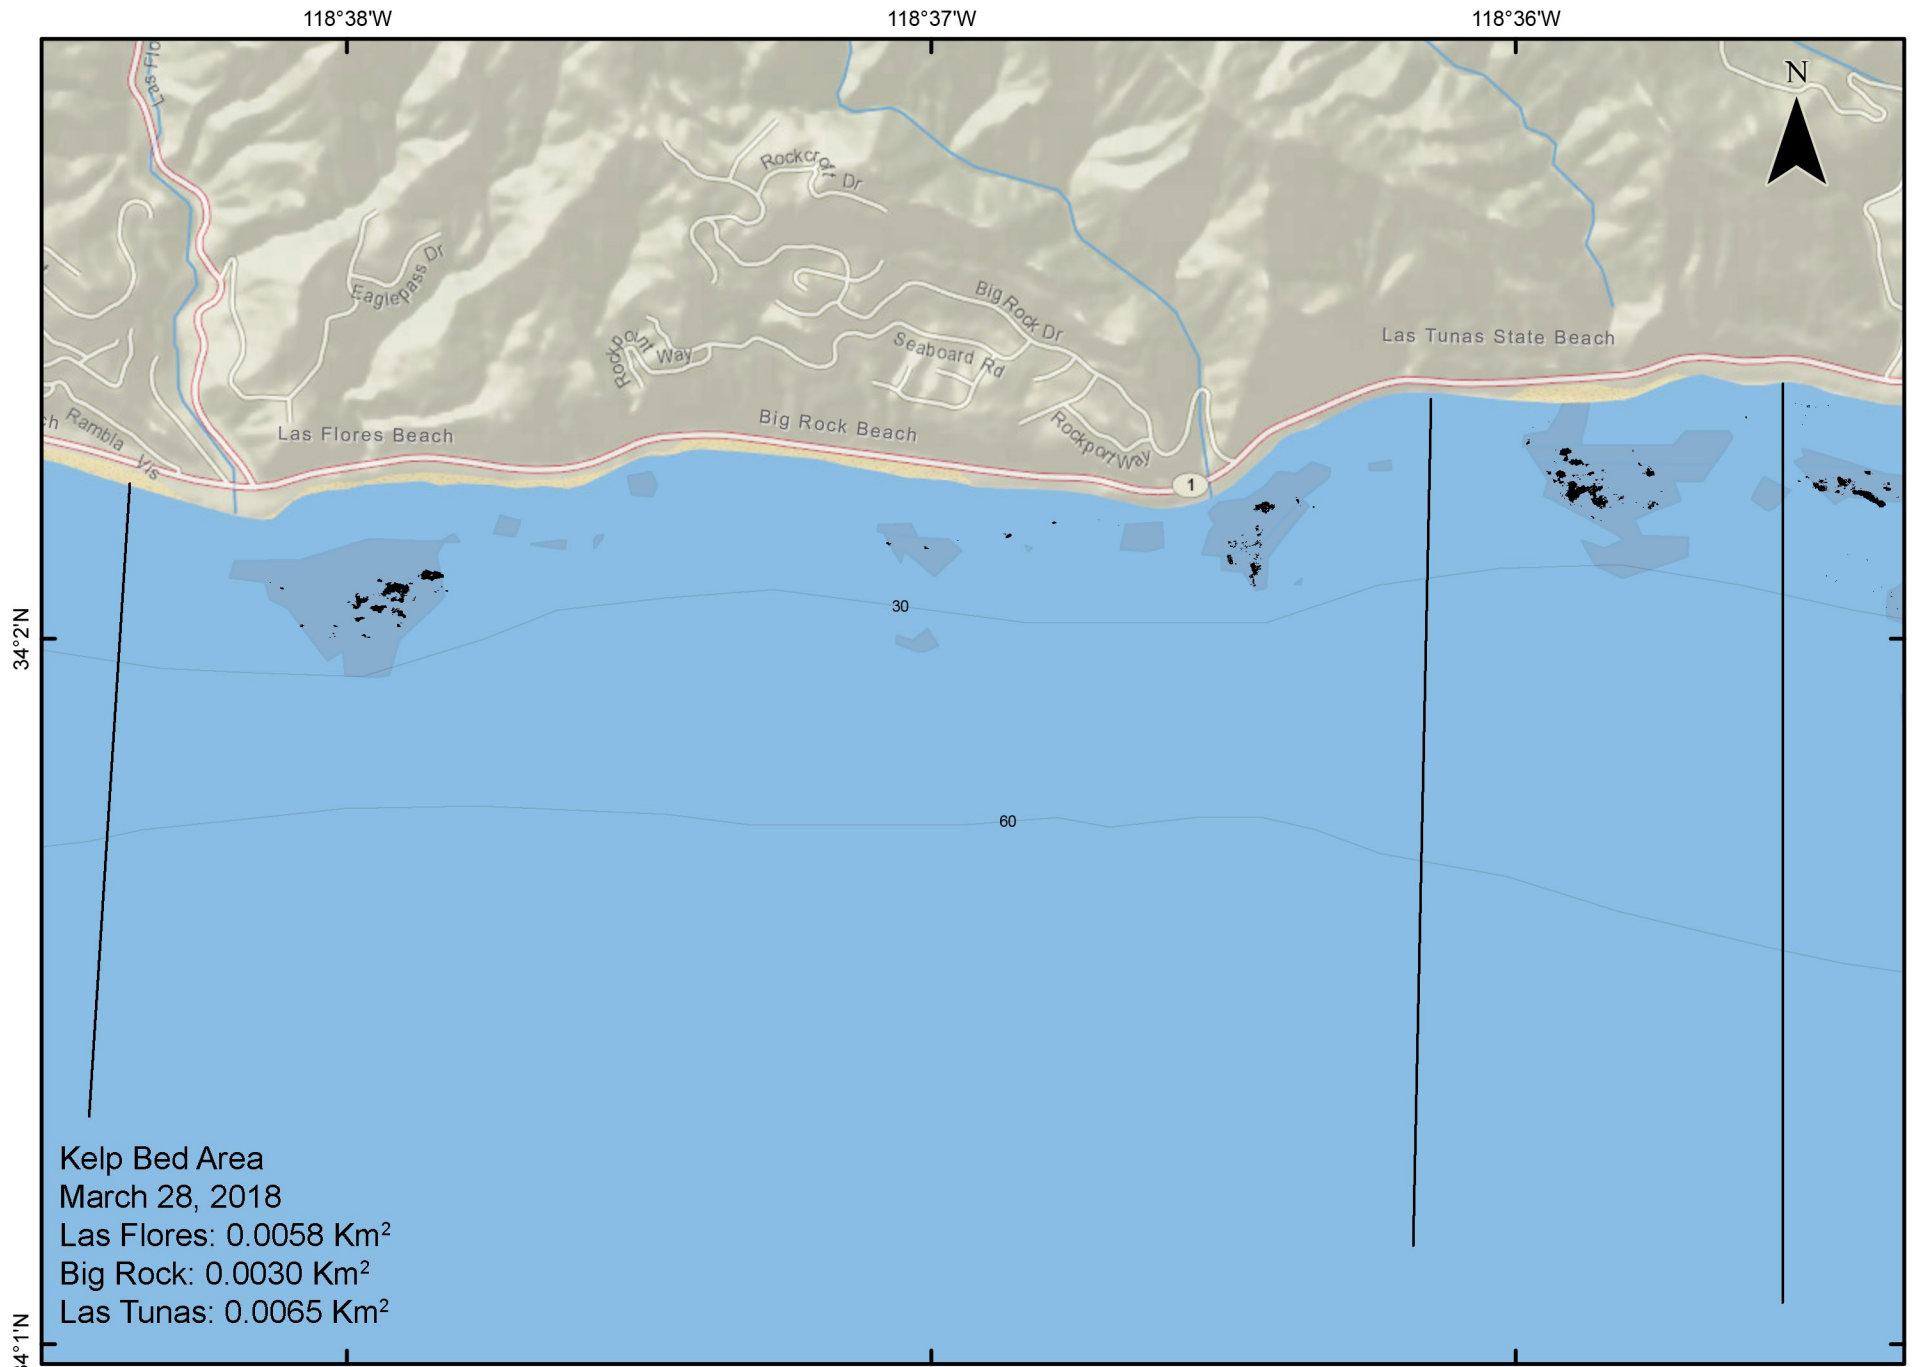 118°38'W
118°37'W
118°36'W
N
Las Flo
Rockcroft Dr
Eaglepass Dr
Big Rock Dr
Rockpoint Way
Seaboard Rd
Las Tunas State Beach
ch
Rambla Vis
Las Flores Beach
Big Rock Beach
Rockport Way
1
30
34°2'N
60
Kelp Bed Area
March 28, 2018
Las Flores: 0.0058 Km²
Big Rock: 0.0030 Km²
Las Tunas: 0.0065 Km²
34°1'N